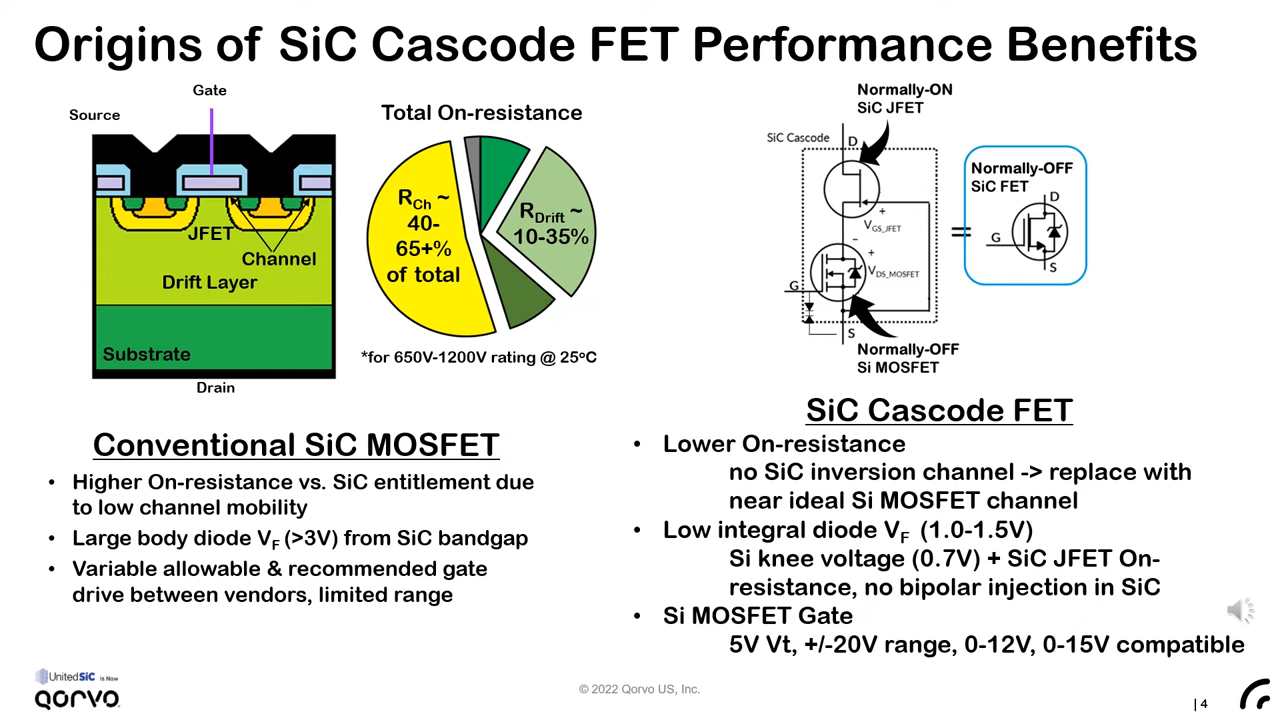 Origins of SiC Cascode FET Performance Benefits
Gate
Source
JFET
Channel
Drift Layer
Substrate
Drain
Total On-resistance
R_Ch ~
40-
65+%
of total
R_Drift ~
10-35%
*for 650V-1200V rating @ 25°C
Normally-ON
SiC JFET
SiC Cascode
D
+
V_GS_JFET
-
+
V_DS_MOSFET
G
S
Normally-OFF
Si MOSFET
=
Normally-OFF
SiC FET
D
G
S
Conventional SiC MOSFET
• Higher On-resistance vs. SiC entitlement due
to low channel mobility
• Large body diode V_F (>3V) from SiC bandgap
• Variable allowable & recommended gate
drive between vendors, limited range
SiC Cascode FET
• Lower On-resistance
no SiC inversion channel -> replace with
near ideal Si MOSFET channel
• Low integral diode V_F (1.0-1.5V)
Si knee voltage (0.7V) + SiC JFET On-
resistance, no bipolar injection in SiC
• Si MOSFET Gate
5V Vt, +/-20V range, 0-12V, 0-15V compatible
UnitedSiC Is Now
QORVO
© 2022 Qorvo US, Inc.
| 4